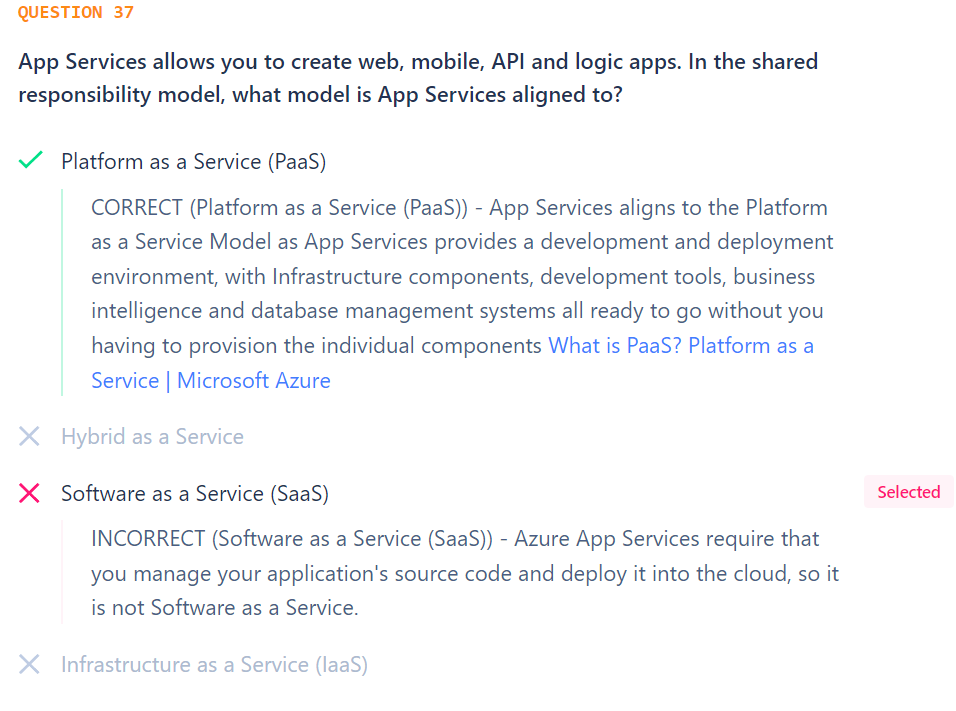 QUESTION 37
App Services allows you to create web, mobile, API and logic apps. In the shared
responsibility model, what model is App Services aligned to?
Platform as a Service (PaaS)
CORRECT (Platform as a Service (PaaS)) - App Services aligns to the Platform
as a Service Model as App Services provides a development and deployment
environment, with Infrastructure components, development tools, business
intelligence and database management systems all ready to go without you
having to provision the individual components What is PaaS? Platform as a
Service | Microsoft Azure
Hybrid as a Service
Software as a Service (SaaS)
Selected
INCORRECT (Software as a Service (SaaS)) - Azure App Services require that
you manage your application's source code and deploy it into the cloud, so it
is not Software as a Service.
Infrastructure as a Service (IaaS)